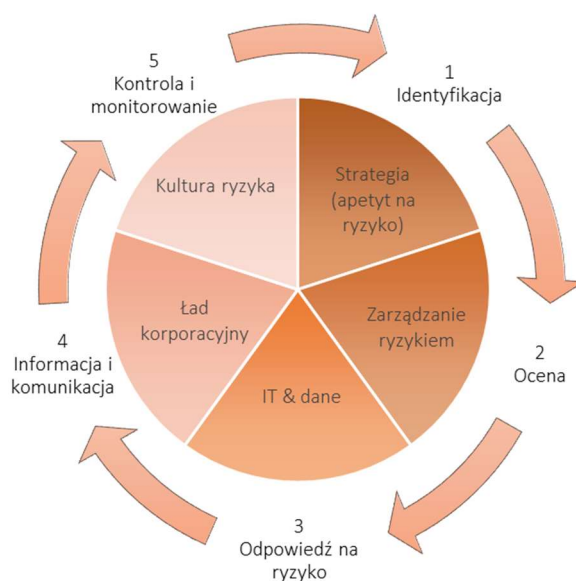 5
Kontrola i
monitorowanie
1
Identyfikacja
Kultura ryzyka
Strategia
(apetyt na
ryzyko)
Ład
korporacyjny
Zarządzanie
ryzykiem
IT & dane
4
Informacja i
komunikacja
2
Ocena
3
Odpowiedź na
ryzyko